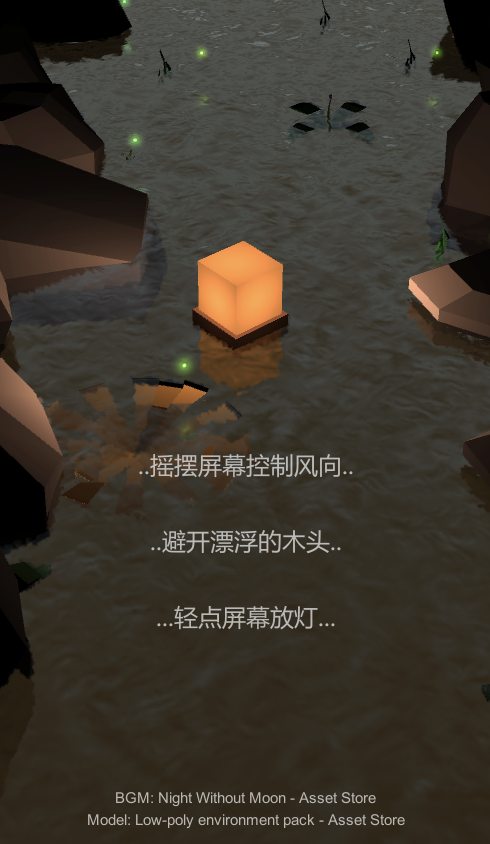 ..摇摆屏幕控制风向..
..避开漂浮的木头..
...轻点屏幕放灯...
BGM: Night Without Moon - Asset Store
Model: Low-poly environment pack - Asset Store